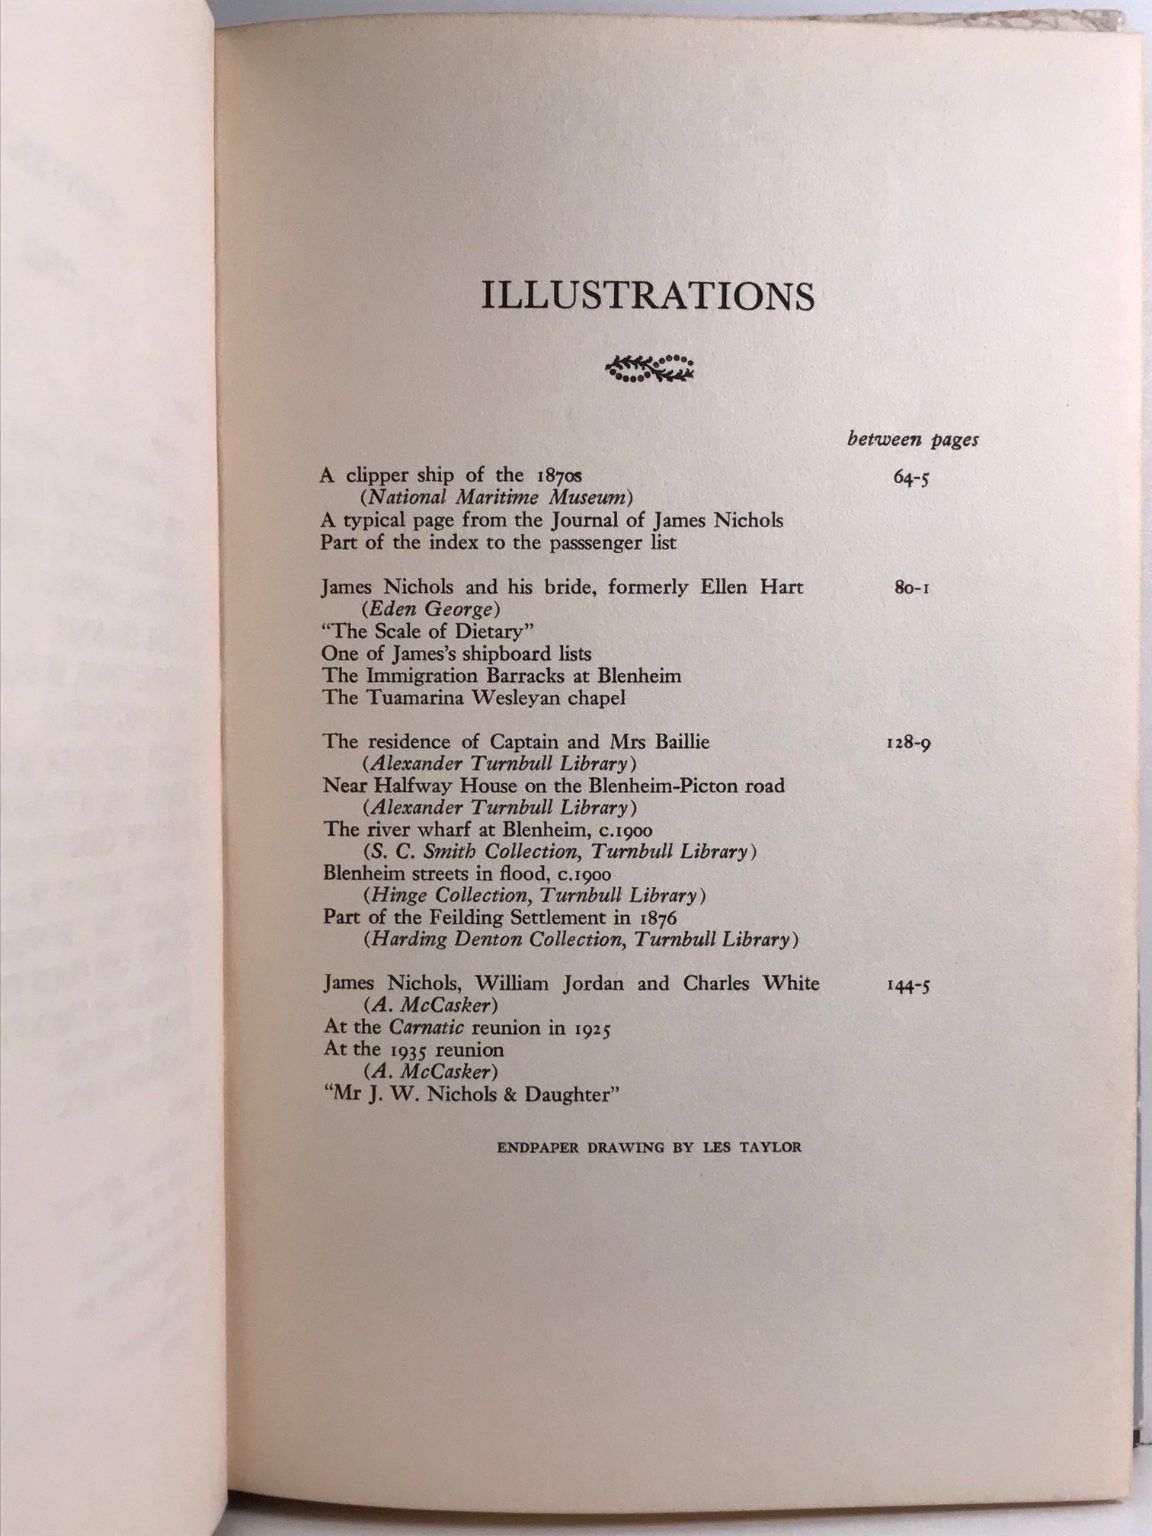 ILLUSTRATIONS
between pages
A clipper ship of the 1870s 64-5
(National Maritime Museum)
A typical page from the Journal of James Nichols
Part of the index to the passsenger list
James Nichols and his bride, formerly Ellen Hart 80-1
(Eden George)
“The Scale of Dietary”
One of James’s shipboard lists
The Immigration Barracks at Blenheim
The Tuamarina Wesleyan chapel
The residence of Captain and Mrs Baillie 128-9
(Alexander Turnbull Library)
Near Halfway House on the Blenheim-Picton road
(Alexander Turnbull Library)
The river wharf at Blenheim, c.1900
(S. C. Smith Collection, Turnbull Library)
Blenheim streets in flood, c.1900
(Hinge Collection, Turnbull Library)
Part of the Feilding Settlement in 1876
(Harding Denton Collection, Turnbull Library)
James Nichols, William Jordan and Charles White 144-5
(A. McCasker)
At the Carnatic reunion in 1925
At the 1935 reunion
(A. McCasker)
“Mr J. W. Nichols & Daughter”
ENDPAPER DRAWING BY LES TAYLOR